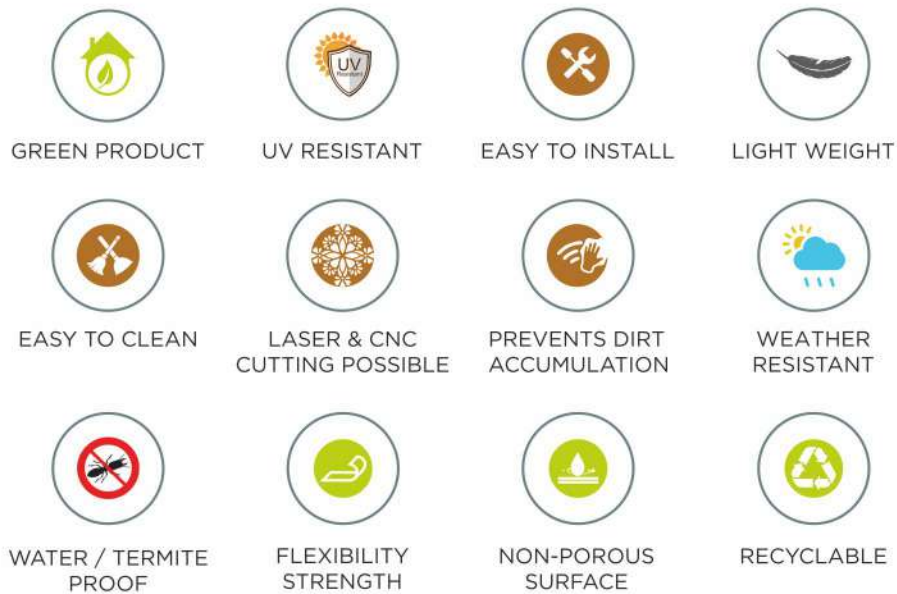 UV
Resistant
GREEN PRODUCT
UV RESISTANT
EASY TO INSTALL
LIGHT WEIGHT
EASY TO CLEAN
LASER & CNC
CUTTING POSSIBLE
PREVENTS DIRT
ACCUMULATION
WEATHER
RESISTANT
WATER / TERMITE
PROOF
FLEXIBILITY
STRENGTH
NON-POROUS
SURFACE
RECYCLABLE